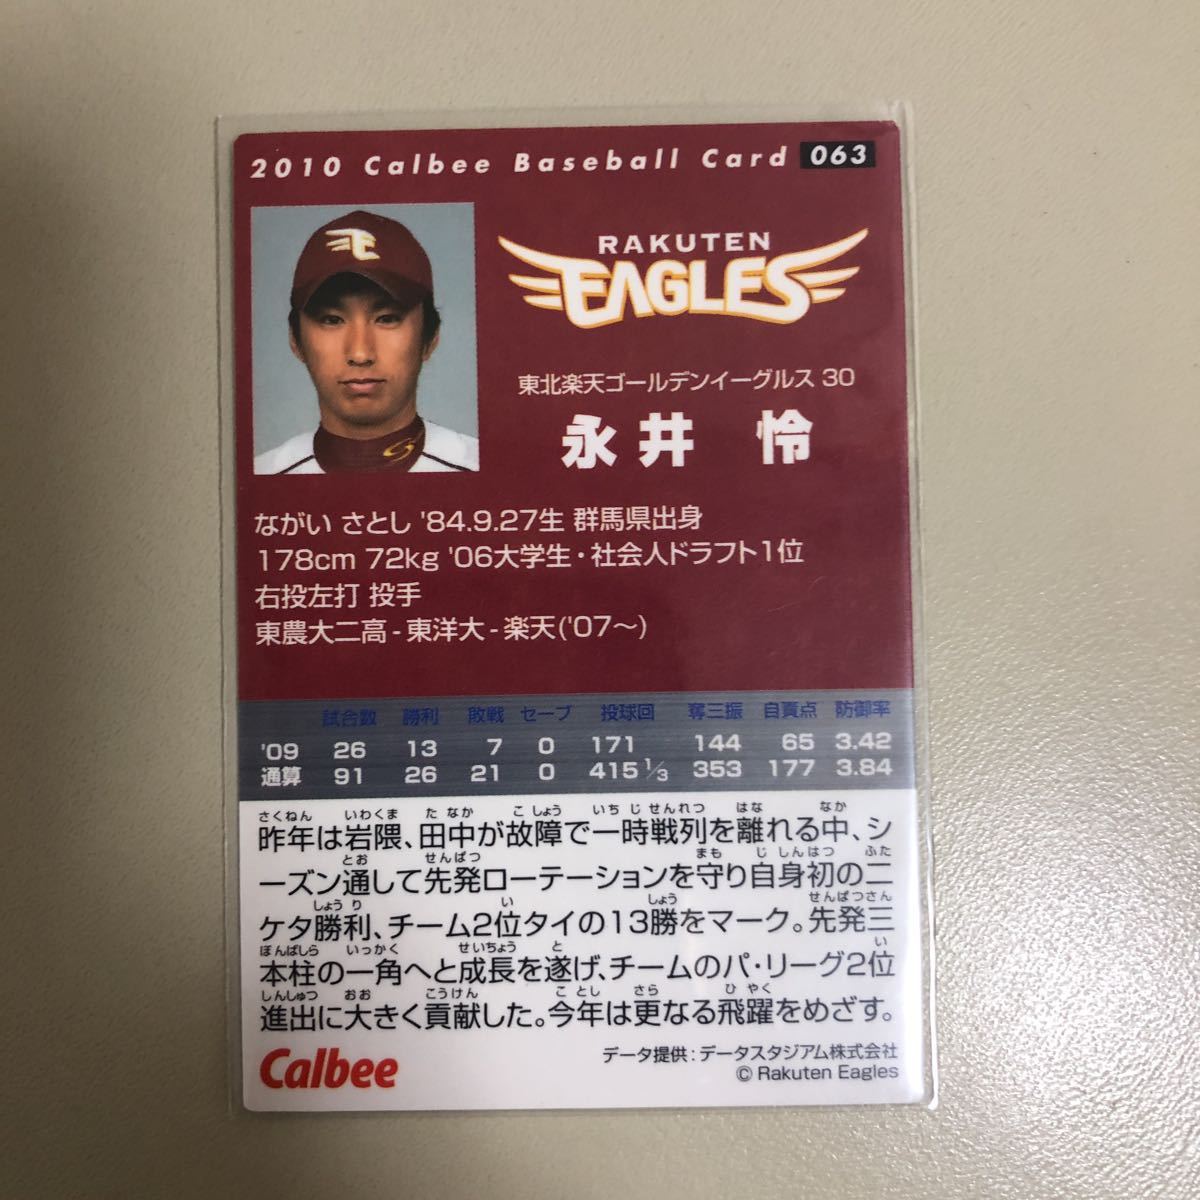 2010 Calbee Baseball Card 063
RAKUTEN
EAGLES
東北楽天ゴールデンイーグルス 30
永井 怜
ながい さとし '84.9.27生 群馬県出身
178cm 72kg '06大学生・社会人ドラフト1位
右投左打 投手
東農大二高-東洋大-楽天('07〜)
試合数 勝利 敗戦 セーブ 投球回 奪三振 自責点 防御率
'09 26 13 7 0 171 144 65 3.42
通算 91 26 21 0 415 1/3 353 177 3.84
さくねん いわくま たなか こしょう いちじせんれつ はな なか
昨年は岩隈、田中が故障で一時戦列を離れる中、シ
とお せんぱつ まも じしんはつ ふた
ーズン通して先発ローテーションを守り自身初の二
しょうり い しょう せんぱつさん
ケタ勝利、チーム2位タイの13勝をマーク。先発三
ぼんばしら いっかく せいちょう と い
本柱の一角へと成長を遂げ、チームのパ・リーグ2位
しんしゅつ おお こうけん ことし さら ひやく
進出に大きく貢献した。今年は更なる飛躍をめざす。
Calbee
データ提供：データスタジアム株式会社
© Rakuten Eagles